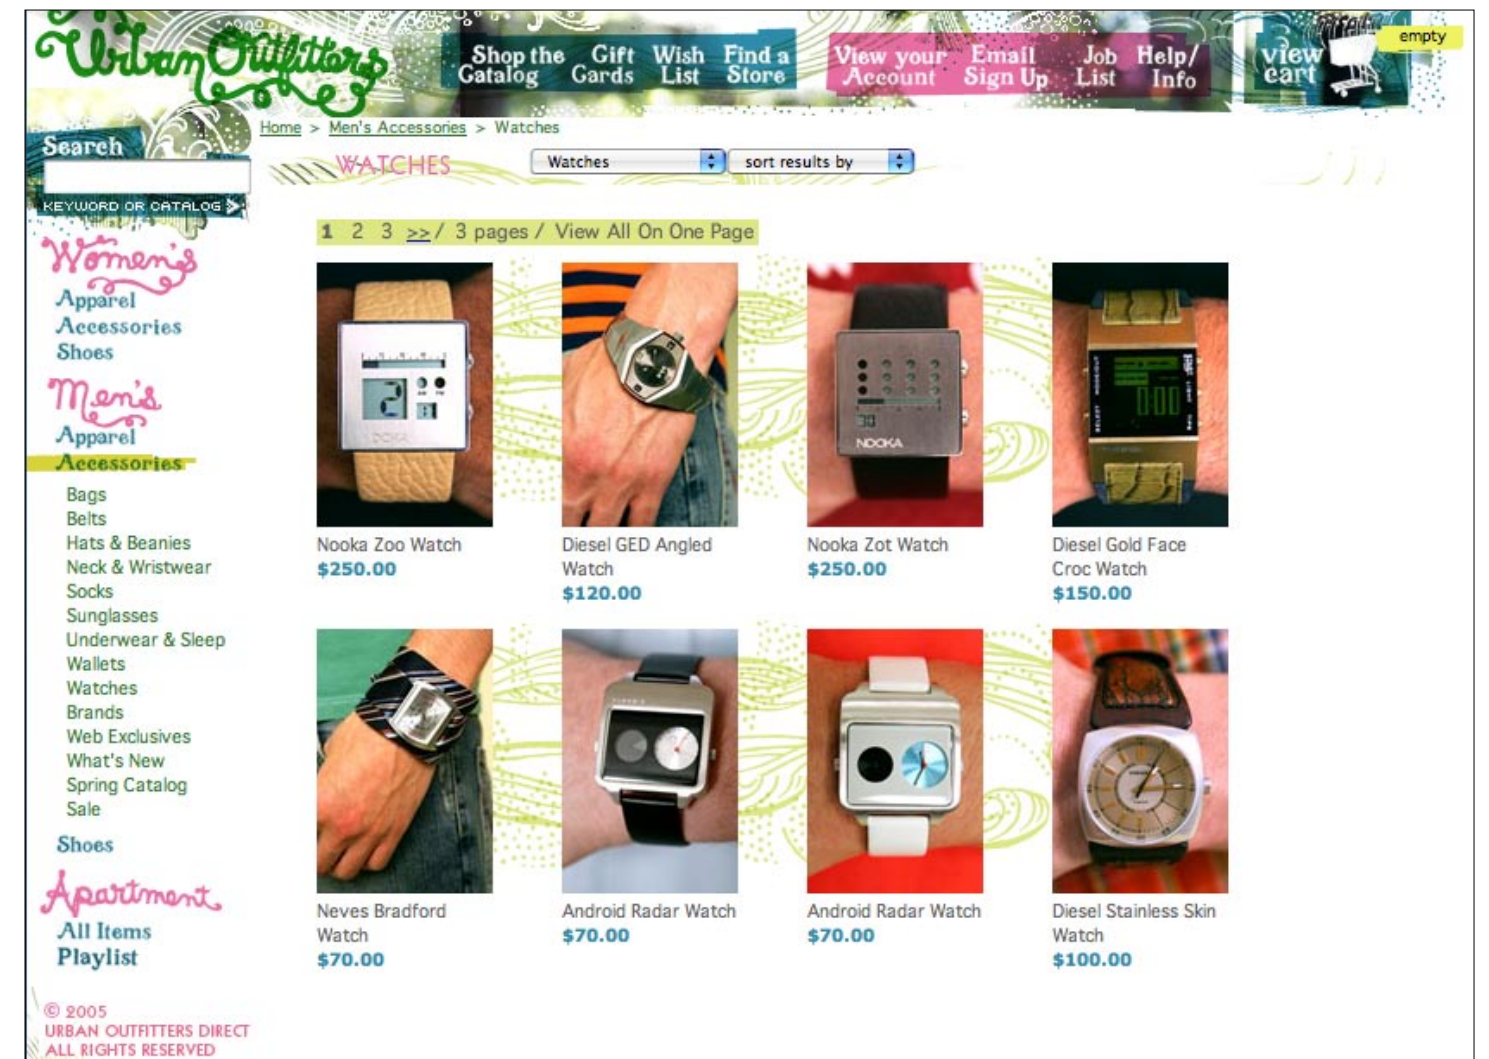 Urban Outfitters
Shop the Catalog
Gift Cards
Wish List
Find a Store
View your Account
Email Sign Up
Job List
Help/ Info
view cart
empty
Home > Men's Accessories > Watches
Search
WATCHES
Watches
sort results by
KEYWORD OR CATALOG >
1 2 3 >> / 3 pages / View All On One Page
Women's
Apparel
Accessories
Shoes
Men's
Apparel
Accessories
Bags
Belts
Hats & Beanies
Neck & Wristwear
Socks
Sunglasses
Underwear & Sleep
Wallets
Watches
Brands
Web Exclusives
What's New
Spring Catalog
Sale
Shoes
Apartment
All Items
Playlist
© 2005
URBAN OUTFITTERS DIRECT
ALL RIGHTS RESERVED
NOOKA
NOOKA
Nooka Zoo Watch
$250.00
Diesel GED Angled
Watch
$120.00
Nooka Zot Watch
$250.00
Diesel Gold Face
Croc Watch
$150.00
Neves Bradford
Watch
$70.00
Android Radar Watch
$70.00
Android Radar Watch
$70.00
Diesel Stainless Skin
Watch
$100.00